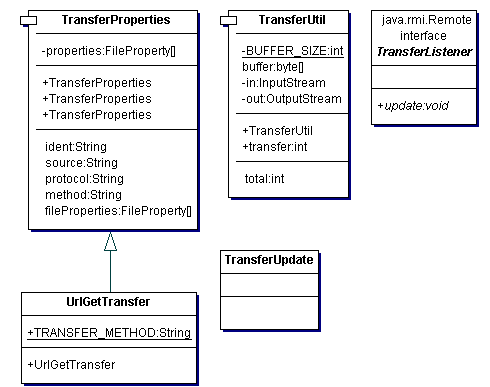 TransferProperties
-properties:FileProperty[]
+TransferProperties
+TransferProperties
+TransferProperties
ident:String
source:String
protocol:String
method:String
fileProperties:FileProperty[]
TransferUtil
-BUFFER_SIZE:int
buffer:byte[]
-in:InputStream
-out:OutputStream
+TransferUtil
+transfer:int
total:int
java.rmi.Remote
interface
TransferListener
+update:void
UrlGetTransfer
+TRANSFER_METHOD:String
+UrlGetTransfer
TransferUpdate